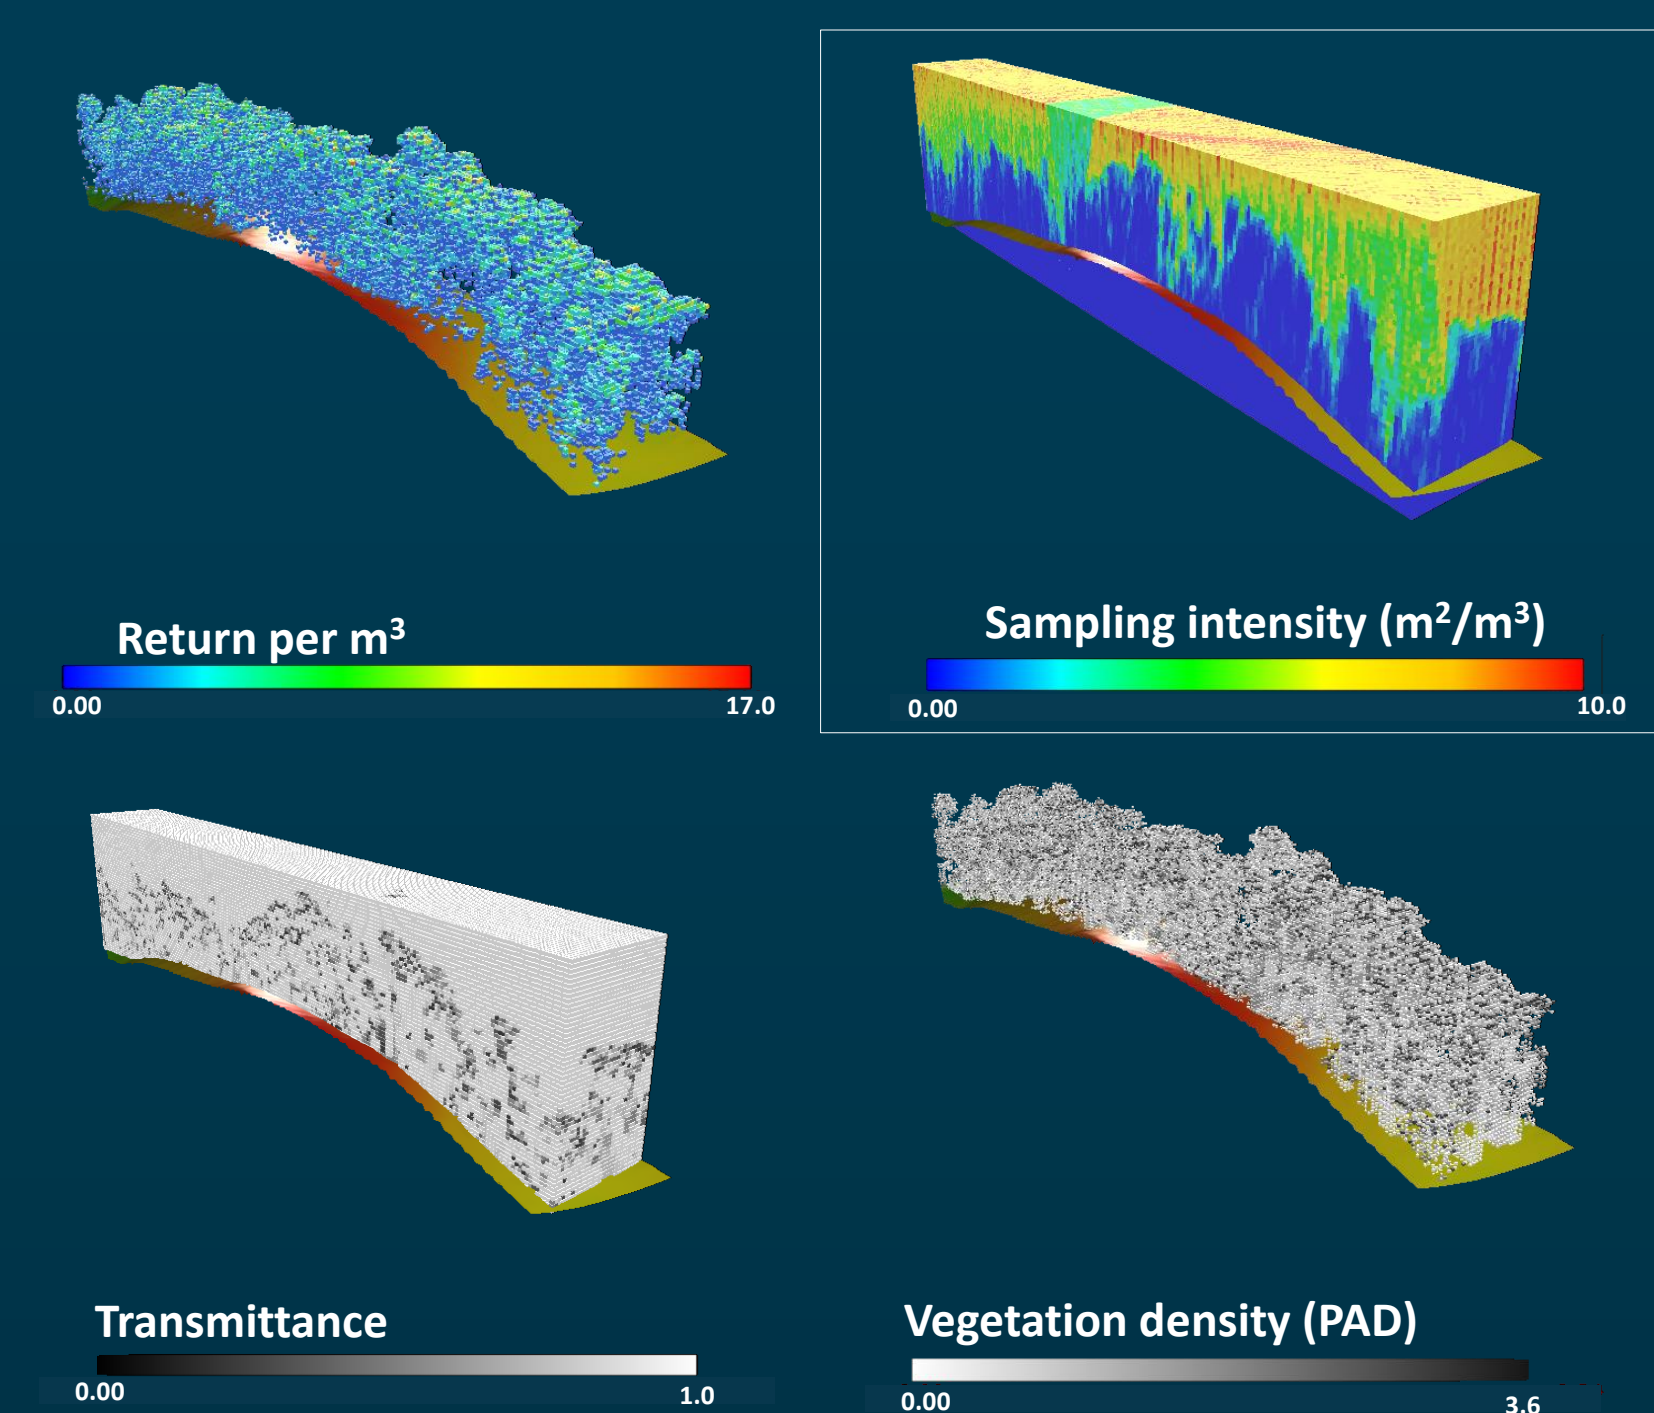 Return per m³
0.00 17.0
Sampling intensity (m²/m³)
0.00 10.0
Transmittance
0.00 1.0
Vegetation density (PAD)
0.00 3.6